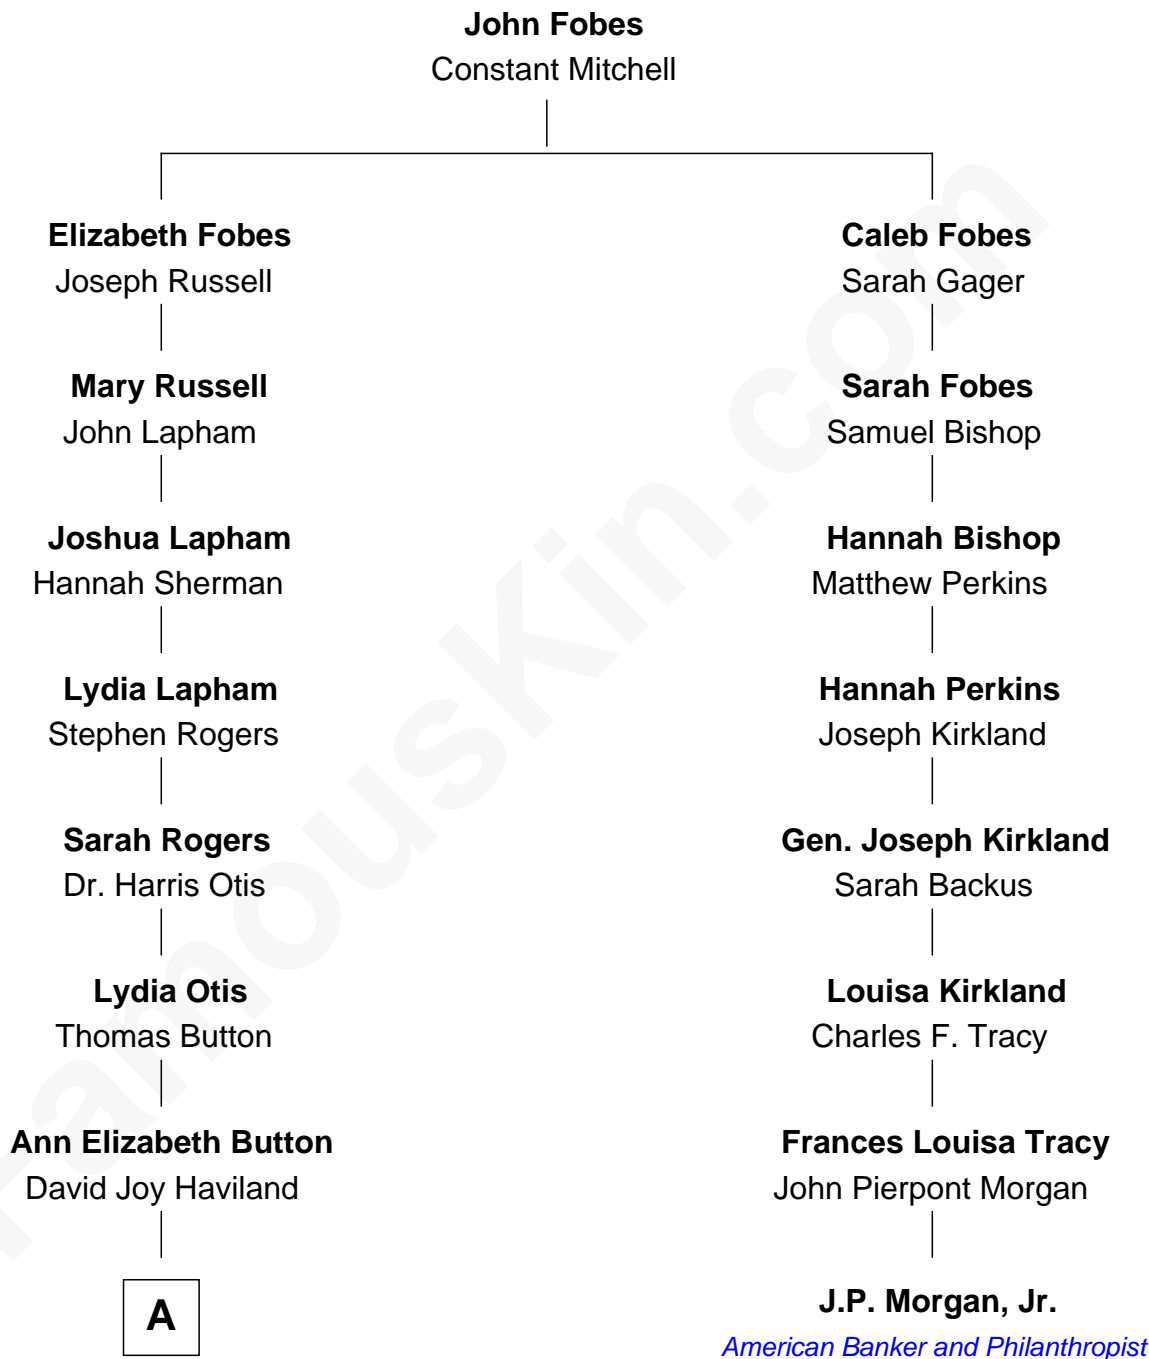 John Fobes
Constant Mitchell
Elizabeth Fobes
Joseph Russell
Caleb Fobes
Sarah Gager
Mary Russell
John Lapham
Sarah Fobes
Samuel Bishop
Joshua Lapham
Hannah Sherman
Hannah Bishop
Matthew Perkins
Lydia Lapham
Stephen Rogers
Hannah Perkins
Joseph Kirkland
Sarah Rogers
Dr. Harris Otis
Gen. Joseph Kirkland
Sarah Backus
Lydia Otis
Thomas Button
Louisa Kirkland
Charles F. Tracy
Ann Elizabeth Button
David Joy Haviland
Frances Louisa Tracy
John Pierpont Morgan
A
J.P. Morgan, Jr.
American Banker and Philanthropist
FamousKin.com